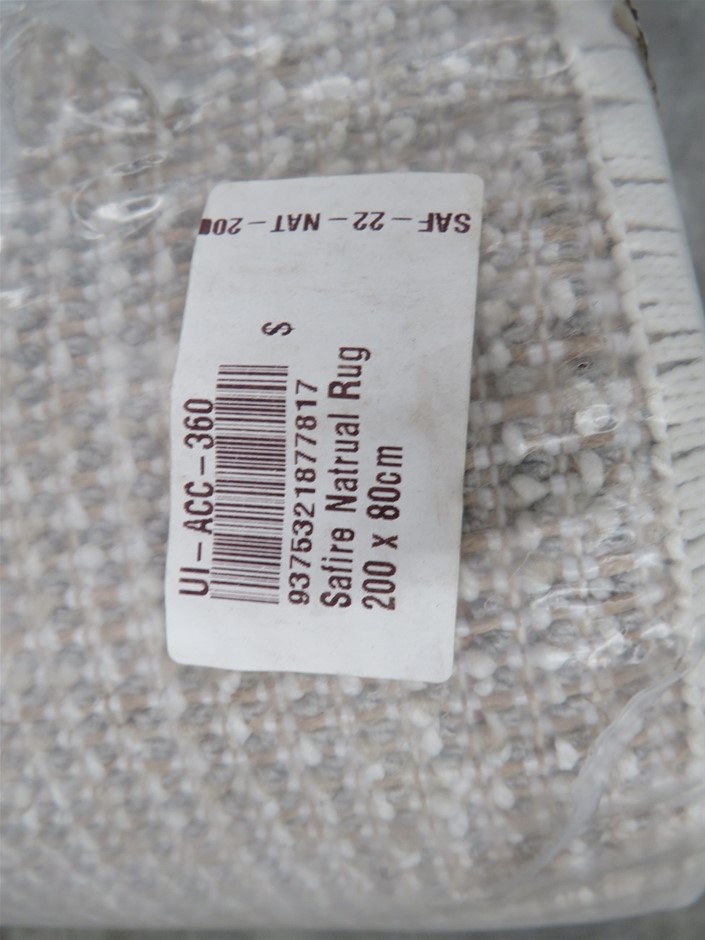 UI-ACC-360
9375321877817
Safire Natrual Rug
200 x 80cm
$
SAF-22-NAT-20